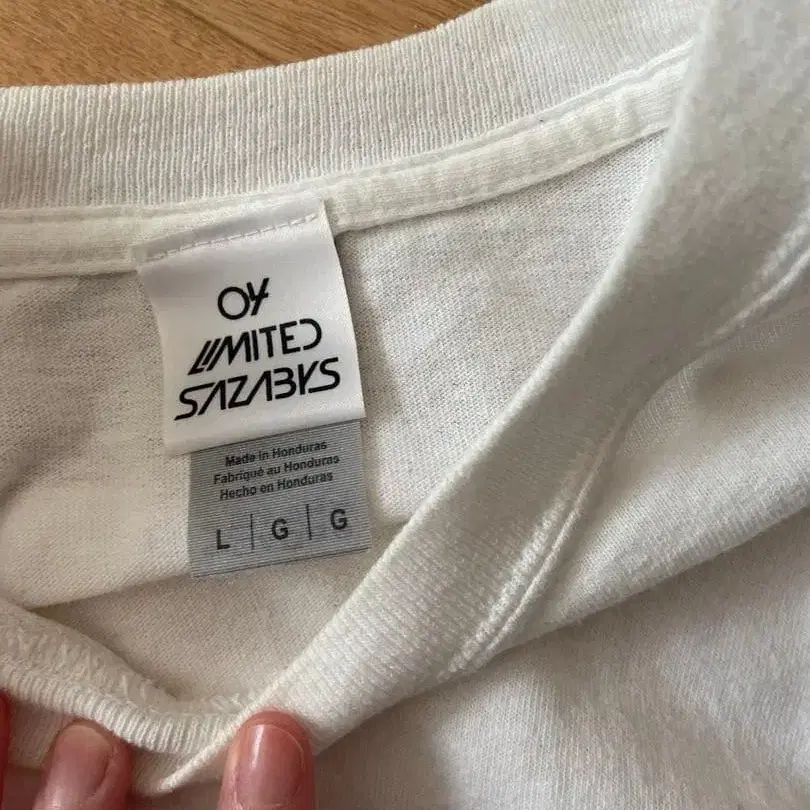 04
LIMITED
SAZABYS
Made in Honduras
Fabriqué au Honduras
Hecho en Honduras
L | G | G